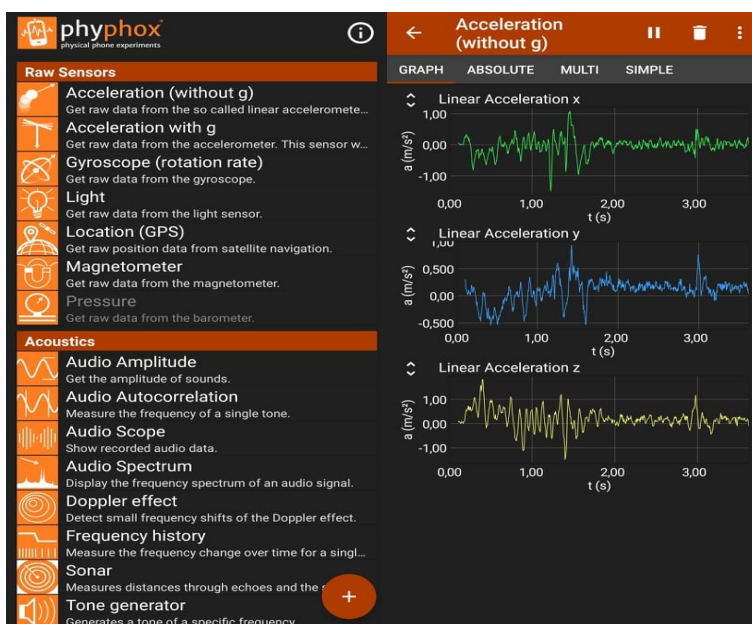 phyphox
physical phone experiments
Raw Sensors
Acceleration (without g)
Get raw data from the so called linear acceleromete...
Acceleration with g
Get raw data from the accelerometer. This sensor w...
Gyroscope (rotation rate)
Get raw data from the gyroscope.
Light
Get raw data from the light sensor.
Location (GPS)
Get raw position data from satellite navigation.
Magnetometer
Get raw data from the magnetometer.
Pressure
Get raw data from the barometer.
Acoustics
Audio Amplitude
Get the amplitude of sounds.
Audio Autocorrelation
Measure the frequency of a single tone.
Audio Scope
Show recorded audio data.
Audio Spectrum
Display the frequency spectrum of an audio signal.
Doppler effect
Detect small frequency shifts of the Doppler effect.
Frequency history
Measure the frequency change over time for a singl...
Sonar
Measures distances through echoes and the
Tone generator
Generates a tone of a specific frequency.
+
Acceleration
(without g)
GRAPH ABSOLUTE MULTI SIMPLE
Linear Acceleration x
1,00
0,00
-1,00
a (m/s²)
0,00 1,00 2,00 3,00
t (s)
Linear Acceleration y
1,00
0,500
0,00
-0,500
a (m/s²)
0,00 1,00 2,00 3,00
t (s)
Linear Acceleration z
1,00
0,00
-1,00
a (m/s²)
0,00 1,00 2,00 3,00
t (s)